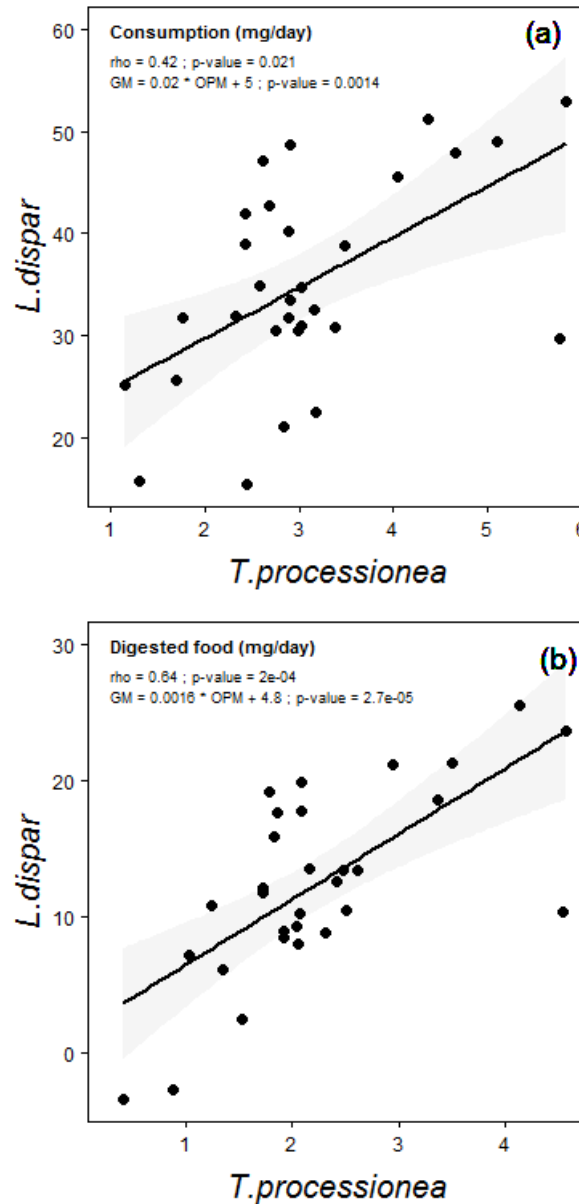 Consumption (mg/day)
(a)
rho = 0.42 ; p-value = 0.021
GM = 0.02 * OPM + 5 ; p-value = 0.0014
60
50
40
30
20
L.dispar
1 2 3 4 5 6
T.processionea
Digested food (mg/day)
(b)
rho = 0.64 ; p-value = 2e-04
GM = 0.0016 * OPM + 4.8 ; p-value = 2.7e-05
30
20
10
0
L.dispar
1 2 3 4
T.processionea